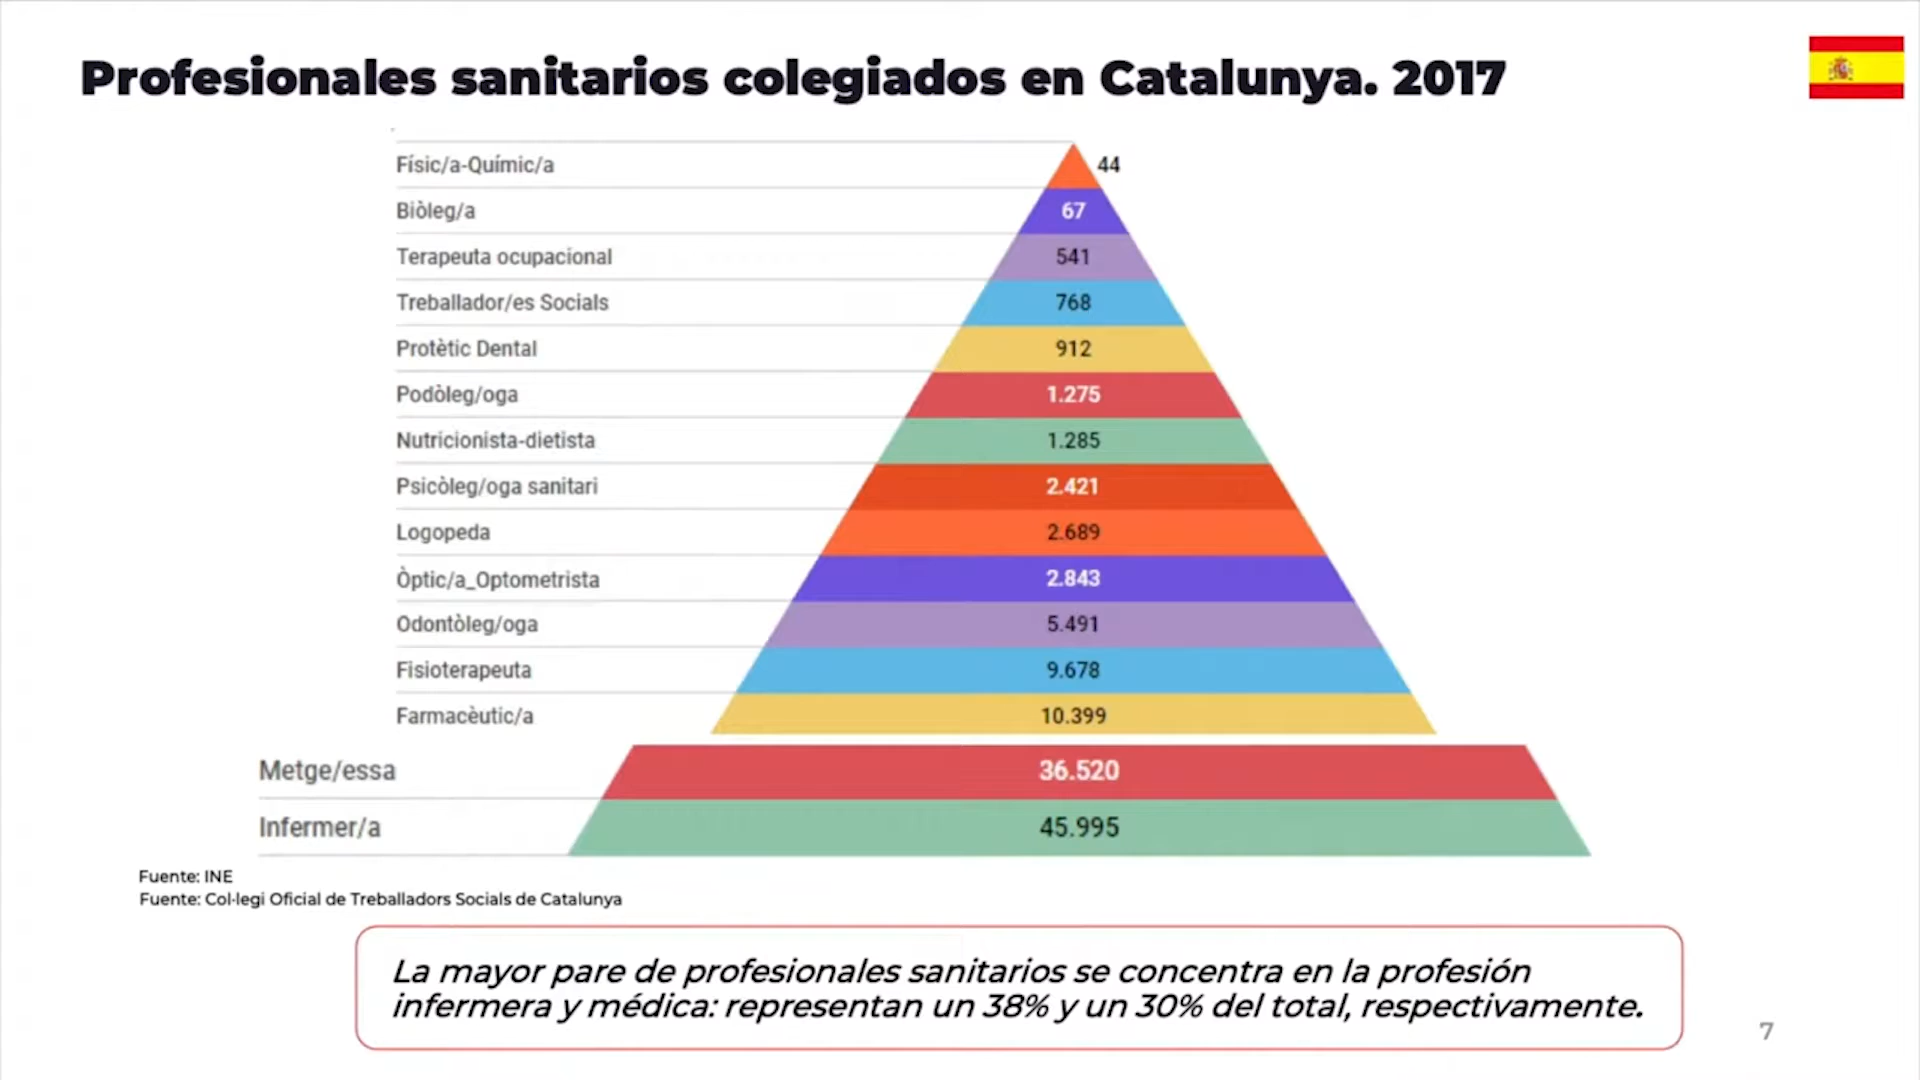 Profesionales sanitarios colegiados en Catalunya. 2017
Físic/a-Químic/a 44
Biòleg/a 67
Terapeuta ocupacional 541
Treballador/es Socials 768
Protètic Dental 912
Podòleg/oga 1.275
Nutricionista-dietista 1.285
Psicòleg/oga sanitari 2.421
Logopeda 2.689
Òptic/a_Optometrista 2.843
Odontòleg/oga 5.491
Fisioterapeuta 9.678
Farmacèutic/a 10.399
Metge/essa 36.520
Infermer/a 45.995
Fuente: INE
Fuente: Col·legi Oficial de Treballadors Socials de Catalunya
La mayor pare de profesionales sanitarios se concentra en la profesión
infermera y médica: representan un 38% y un 30% del total, respectivamente.
7